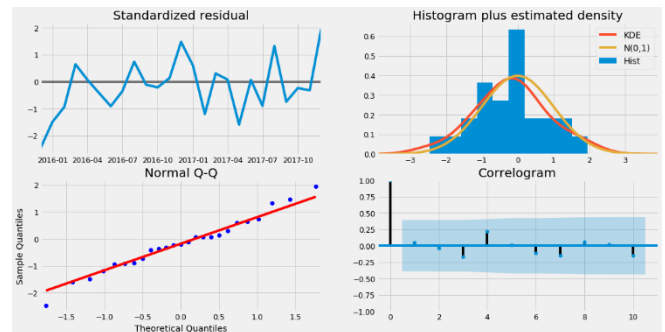 Standardized residual
2
1
0
−1
−2
2016-01 2016-04 2016-07 2016-10 2017-01 2017-04 2017-07 2017-10
Histogram plus estimated density
KDE
N(0,1)
Hist
0.6
0.5
0.4
0.3
0.2
0.1
0.0
−3 −2 −1 0 1 2 3
Normal Q-Q
Sample Quantiles
2
1
0
−1
−2
−1.5 −1.0 −0.5 0.0 0.5 1.0 1.5
Theoretical Quantiles
Correlogram
1.00
0.75
0.50
0.25
0.00
−0.25
−0.50
−0.75
−1.00
0 2 4 6 8 10